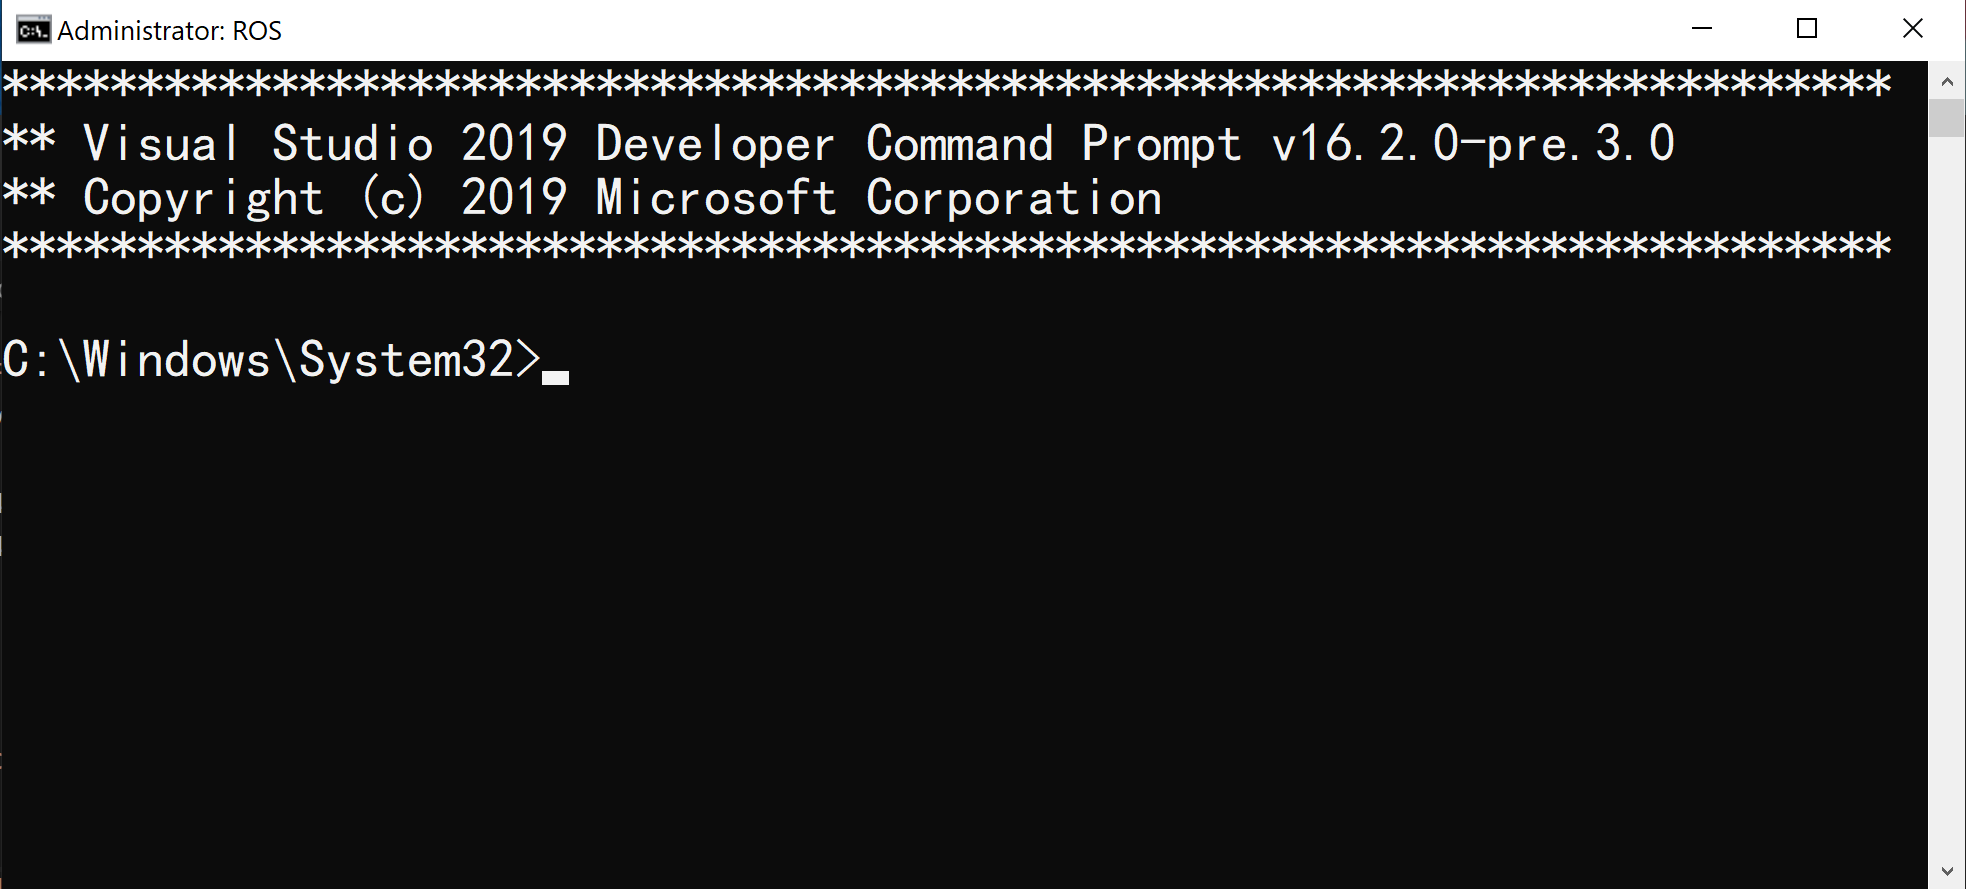 Administrator: ROS
**********************************************************************
** Visual Studio 2019 Developer Command Prompt v16.2.0-pre.3.0
** Copyright (c) 2019 Microsoft Corporation
**********************************************************************
C:\Windows\System32>